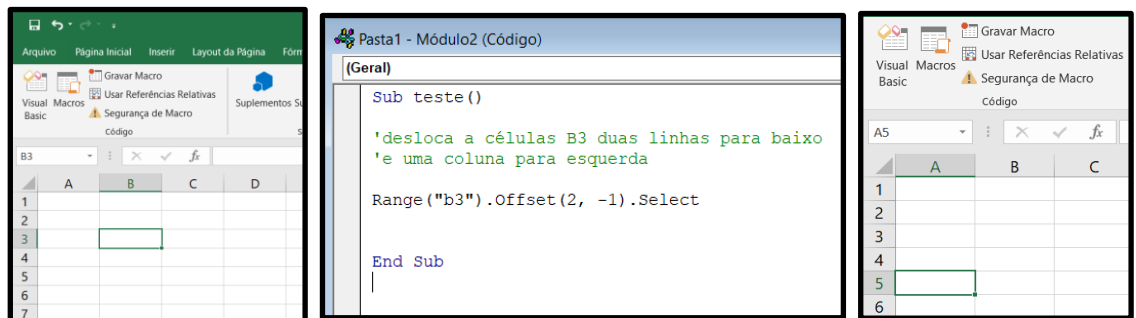 Arquivo Página Inicial Inserir Layout da Página Fórm
Visual Basic
Macros
Gravar Macro
Usar Referências Relativas
Segurança de Macro
Código
Suplementos
B3 fx
A B C D
1
2
3
4
5
6
7
Pasta1 - Módulo2 (Código)
(Geral)
Sub teste()
'desloca a células B3 duas linhas para baixo
'e uma coluna para esquerda
Range("b3").Offset(2, -1).Select
End Sub
Visual Basic
Macros
Gravar Macro
Usar Referências Relativas
Segurança de Macro
Código
A5 fx
A B C
1
2
3
4
5
6